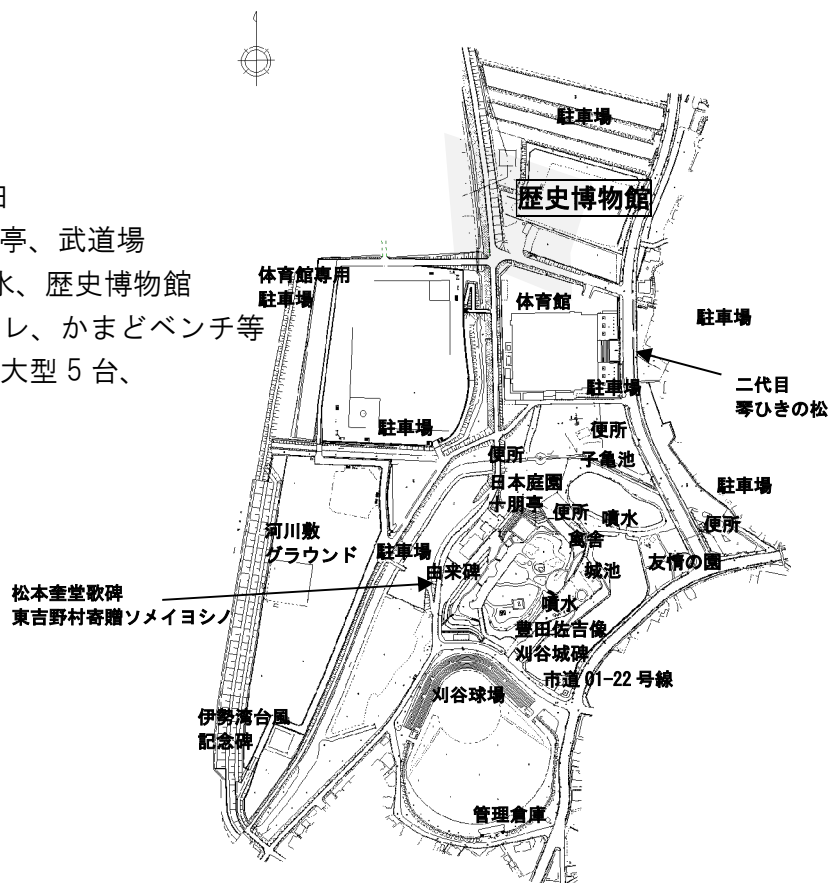 駐車場
歴史博物館
田
亭、武道場
水、歴史博物館
レ、かまどベンチ等
大型 5 台、
体育館専用
駐車場
体育館
駐車場
駐車場
二代目
琴ひきの松
駐車場
便所
便所
子亀池
日本庭園
十朋亭
便所
噴水
駐車場
便所
河川敷
グラウンド
駐車場
禽舎
由来碑
城池
友情の園
松本奎堂歌碑
東吉野村寄贈ソメイヨシノ
噴水
豊田佐吉像
刈谷城碑
市道 01-22 号線
刈谷球場
伊勢湾台風
記念碑
管理倉庫